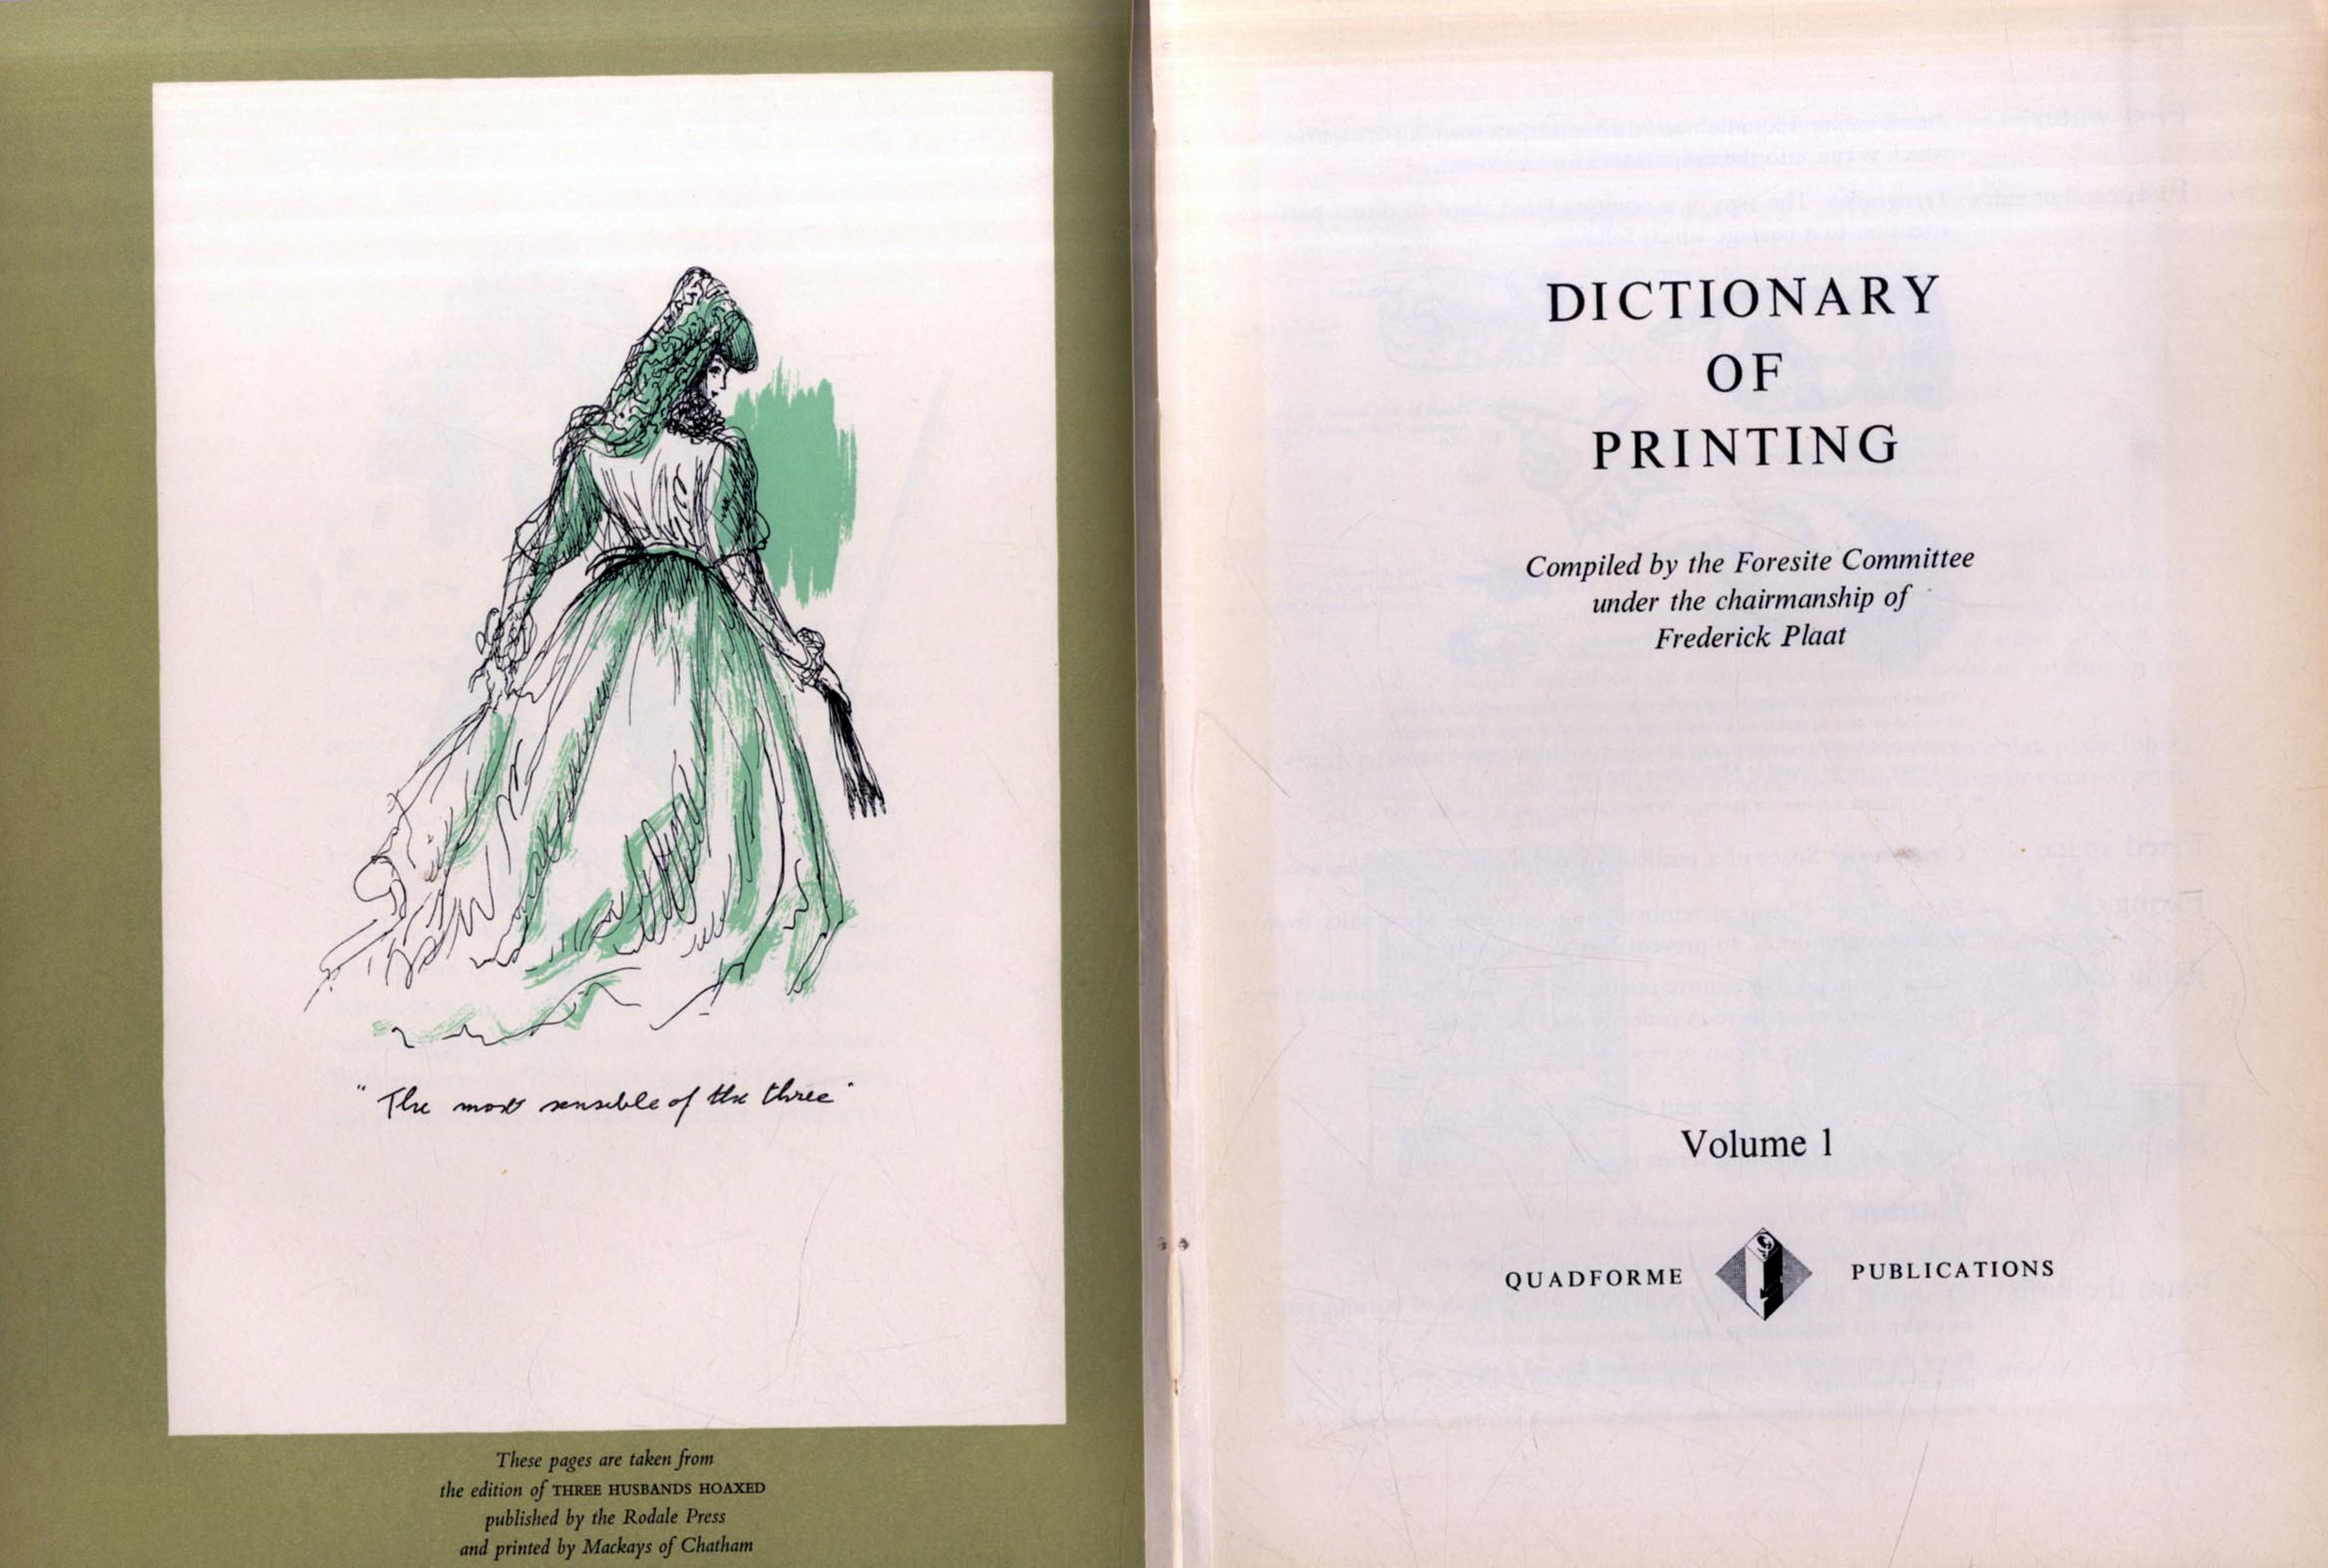 "The most sensible of the three"
These pages are taken from
the edition of THREE HUSBANDS HOAXED
published by the Rodale Press
and printed by Mackays of Chatham
DICTIONARY
OF
PRINTING
Compiled by the Foresite Committee
under the chairmanship of
Frederick Plaat
Volume 1
QUADFORME PUBLICATIONS